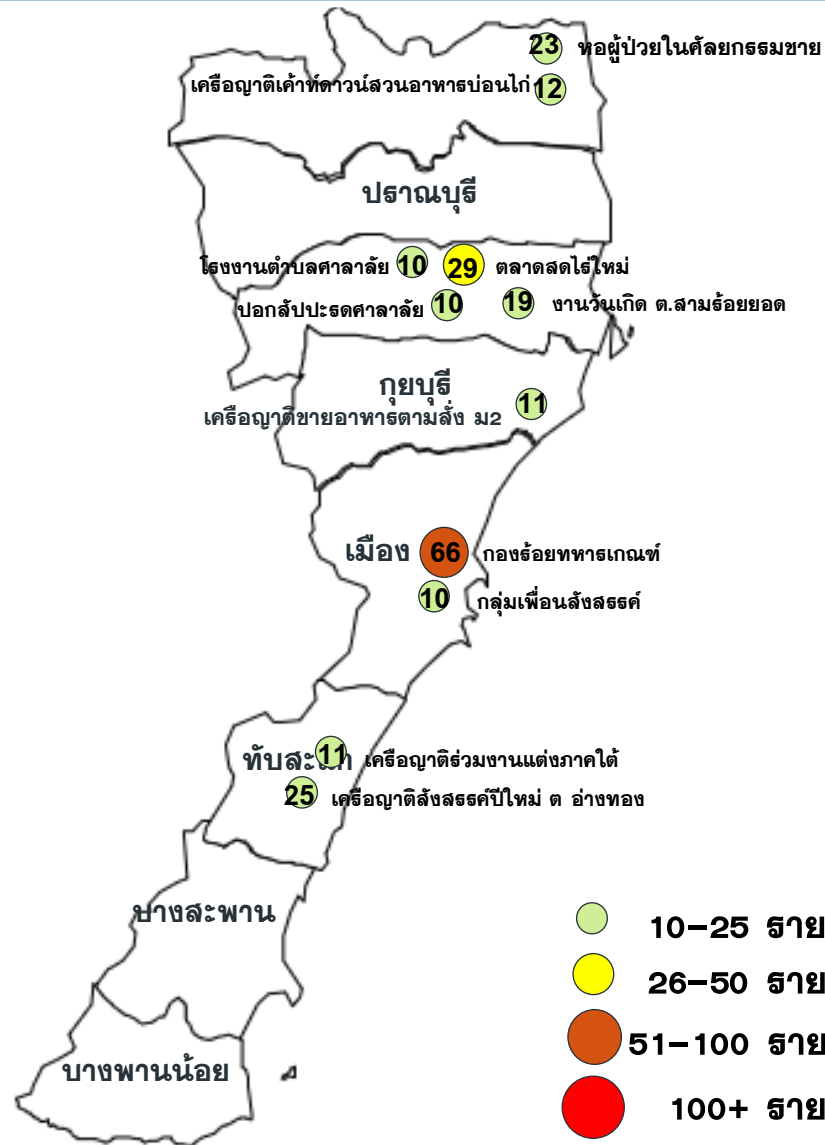 23 หอผู้ป่วยในศัลยกรรมชาย
เครือญาติเค้าท์ดาวน์สวนอาหารบ่อนไก่ 12
ปราณบุรี
โรงงานตำบลศาลาลัย 10 29 ตลาดสดไร่ใหม่
ปอกสัปปะรดศาลาลัย 10 19 งานวันเกิด ต.สามร้อยยอด
กุยบุรี
เครือญาติขายอาหารตามสั่ง ม2 11
เมือง 66 กองร้อยทหารเกณฑ์
10 กลุ่มเพื่อนสังสรรค์
11 เครือญาติร่วมงานแต่งภาคใต้
25 เครือญาติสังสรรค์ปีใหม่ ต อ่างทอง
บางสะพาน
10-25 ราย
26-50 ราย
51-100 ราย
บางพานน้อย
100+ ราย